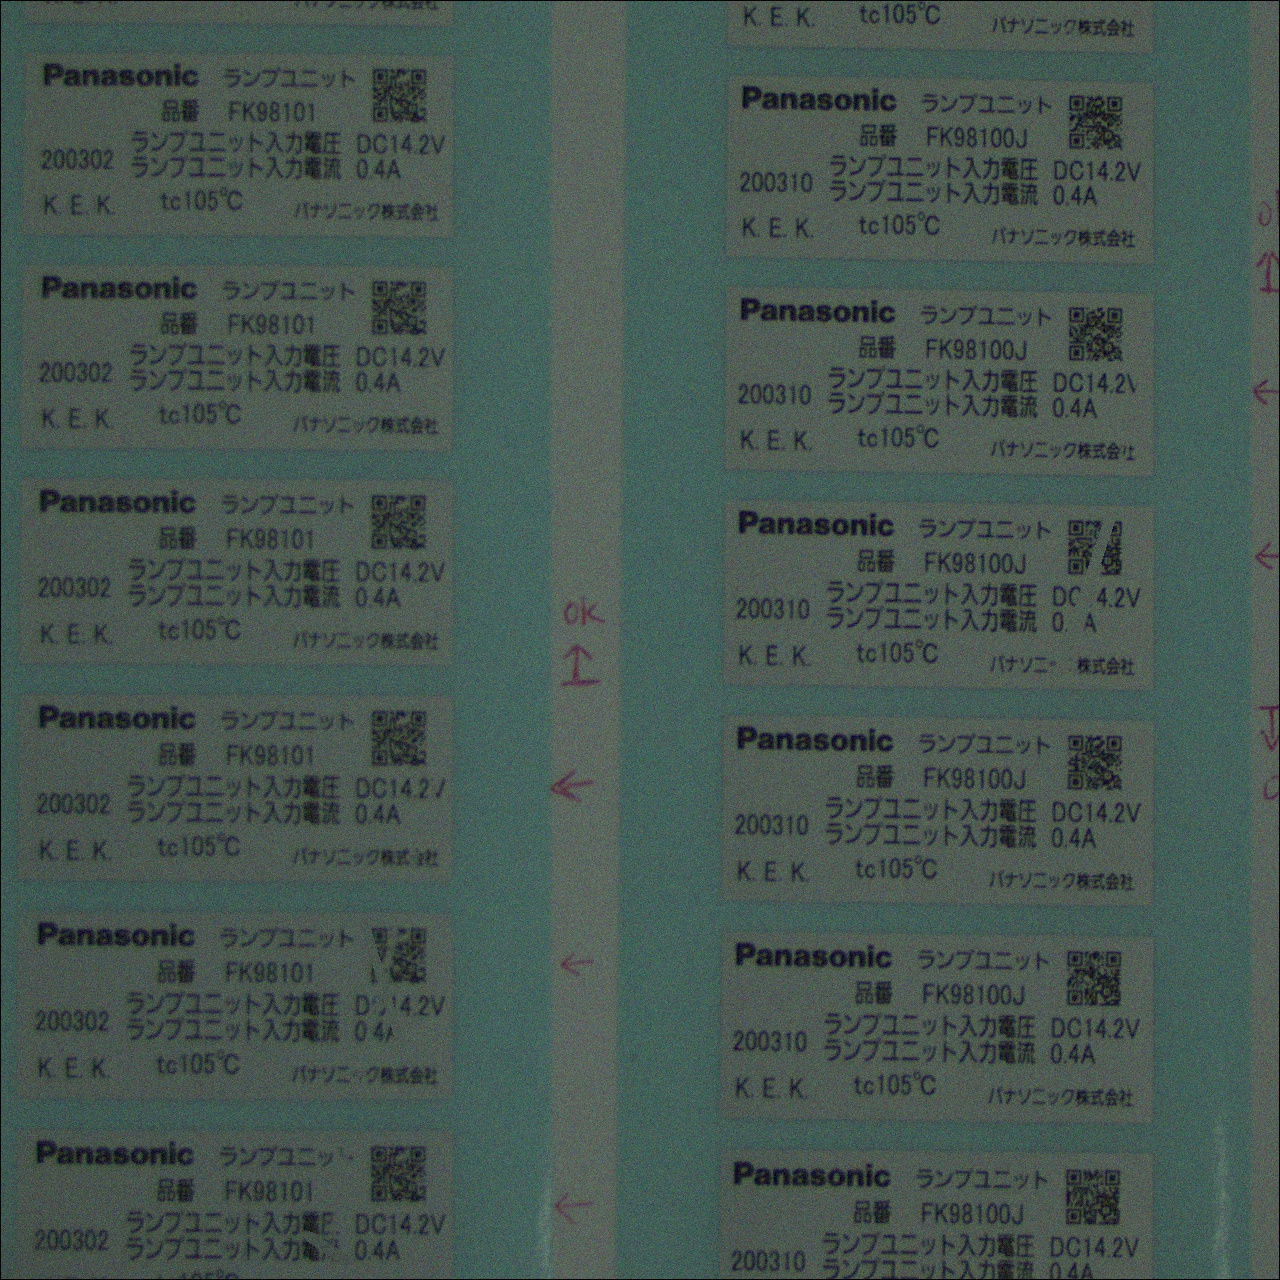 Panasonic ランプユニット
品番 FK98101
ランプユニット入力電圧 DC14.2V
200302
ランプユニット入力電流 0.4A
K.E.K. tc105℃ パナソニック株式会社
Panasonic ランプユニット
品番 FK98101
ランプユニット入力電圧 DC14.2V
200302
ランプユニット入力電流 0.4A
K.E.K. tc105℃ パナソニック株式会社
Panasonic ランプユニット
品番 FK98101
ランプユニット入力電圧 DC14.2V
200302
ランプユニット入力電流 0.4A
K.E.K. tc105℃ パナソニック株式会社
Panasonic ランプユニット
品番 FK98101
ランプユニット入力電圧 DC14.2
200302
ランプユニット入力電流 0.4A
K.E.K. tc105℃ パナソニック株式会社
Panasonic ランプユニット
品番 FK98101
ランプユニット入力電圧 14.2V
200302
ランプユニット入力電流 0.4
K.E.K. tc105℃ パナソニック株式会社
Panasonic ランプユニッ
品番 FK98101
ランプユニット入力電 DC14.2V
200302
ランプユニット入力 0.4A
ok
K.E.K. tc105℃ パナソニック株式会社
Panasonic ランプユニット
品番 FK98100J
ランプユニット入力電圧 DC14.2V
200310
ランプユニット入力電流 0.4A
K.E.K. tc105℃ パナソニック株式会社
Panasonic ランプユニット
品番 FK98100J
ランプユニット入力電圧 DC14.2
200310
ランプユニット入力電流 0.4A
K.E.K. tc105℃ パナソニック株式会社
Panasonic ランプユニット
品番 FK98100J
ランプユニット入力電圧 DC 4.2V
200310
ランプユニット入力電流 0. A
K.E.K. tc105℃ パナソニ 株式会社
Panasonic ランプユニット
品番 FK98100J
ランプユニット入力電圧 DC14.2V
200310
ランプユニット入力電流 0.4A
K.E.K. tc105℃ パナソニック株式会社
Panasonic ランプユニット
品番 FK98100J
ランプユニット入力電圧 DC14.2V
200310
ランプユニット入力電流 0.4A
K.E.K. tc105℃ パナソニック株式会社
Panasonic ランプユニット
品番 FK98100J
ランプユニット入力電圧 DC14.2V
200310
ランプユニット入力電流 0.4A